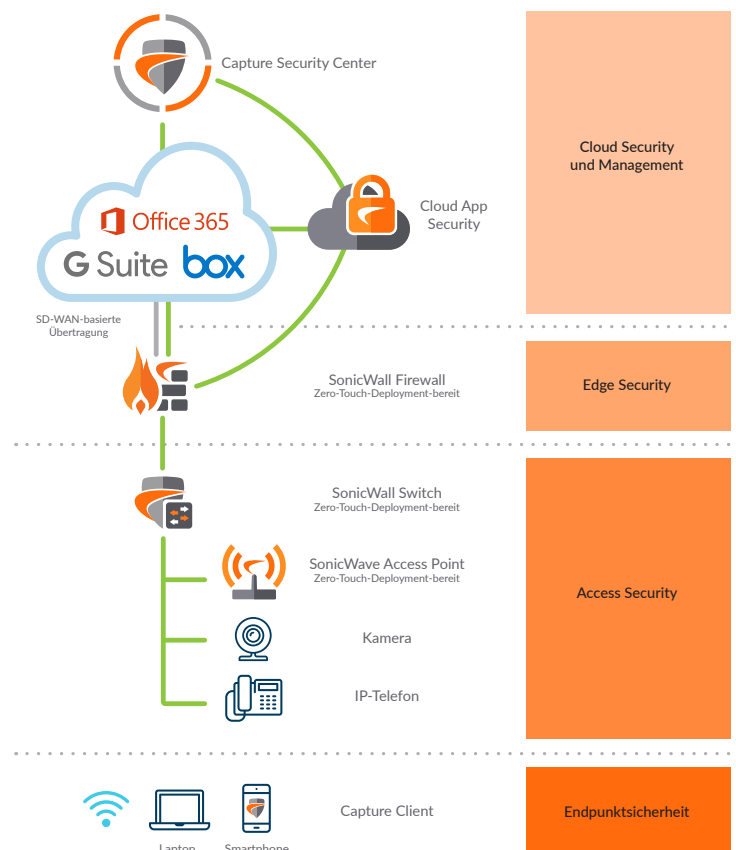 Capture Security Center
Cloud Security
und Management
Office 365
Cloud App
Security
G Suite box
SD-WAN-basierte
Übertragung
SonicWall Firewall
Zero-Touch-Deployment-bereit
Edge Security
SonicWall Switch
Zero-Touch-Deployment-bereit
SonicWave Access Point
Zero-Touch-Deployment-bereit
Access Security
Kamera
IP-Telefon
Capture Client
Endpunktsicherheit
Laptop
Smartphone